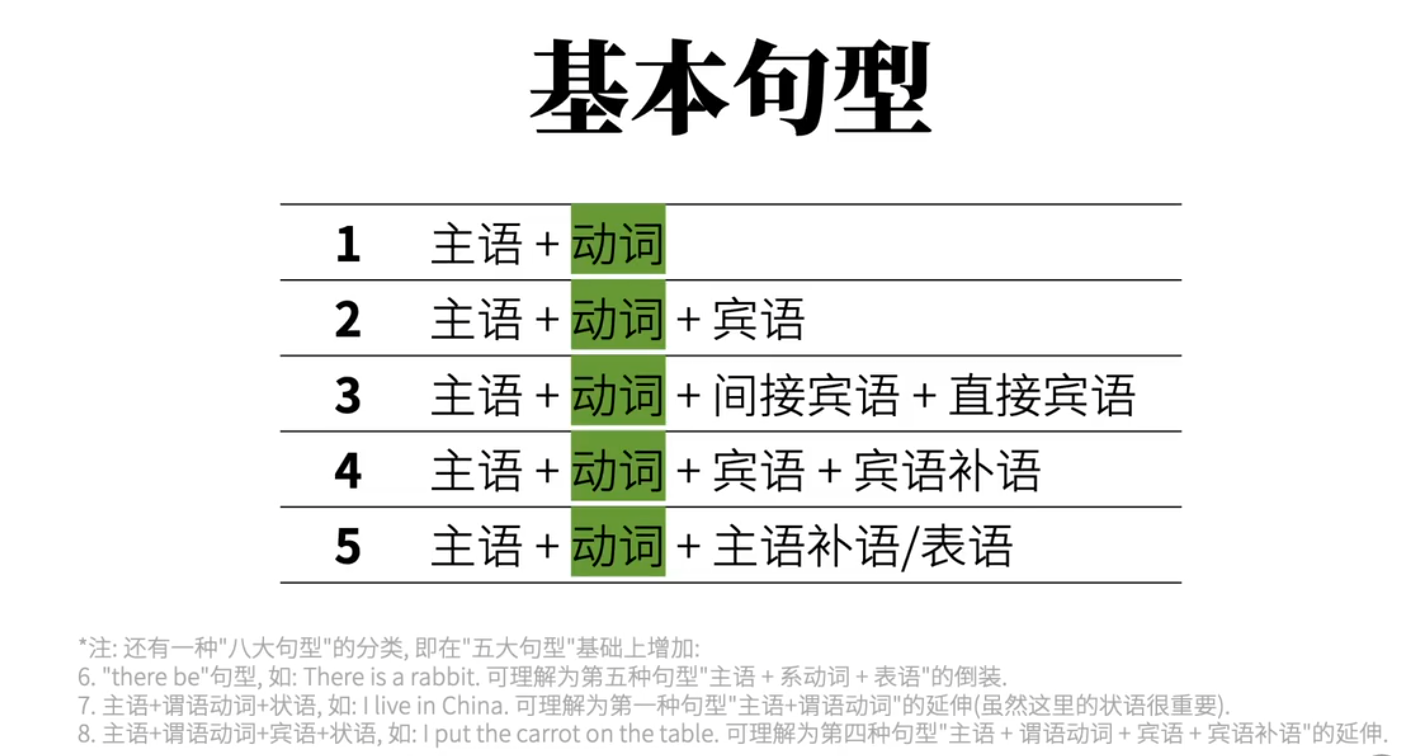 基本句型
1 主语 + 动词
2 主语 + 动词 + 宾语
3 主语 + 动词 + 间接宾语 + 直接宾语
4 主语 + 动词 + 宾语 + 宾语补语
5 主语 + 动词 + 主语补语/表语
*注: 还有一种"八大句型"的分类, 即在"五大句型"基础上增加:
6. "there be"句型, 如: There is a rabbit. 可理解为第五种句型"主语 + 系动词 + 表语"的倒装.
7. 主语+谓语动词+状语, 如: I live in China. 可理解为第一种句型"主语+谓语动词"的延伸(虽然这里的状语很重要).
8. 主语+谓语动词+宾语+状语, 如: I put the carrot on the table. 可理解为第四种句型"主语 + 谓语动词 + 宾语 + 宾语补语"的延伸.